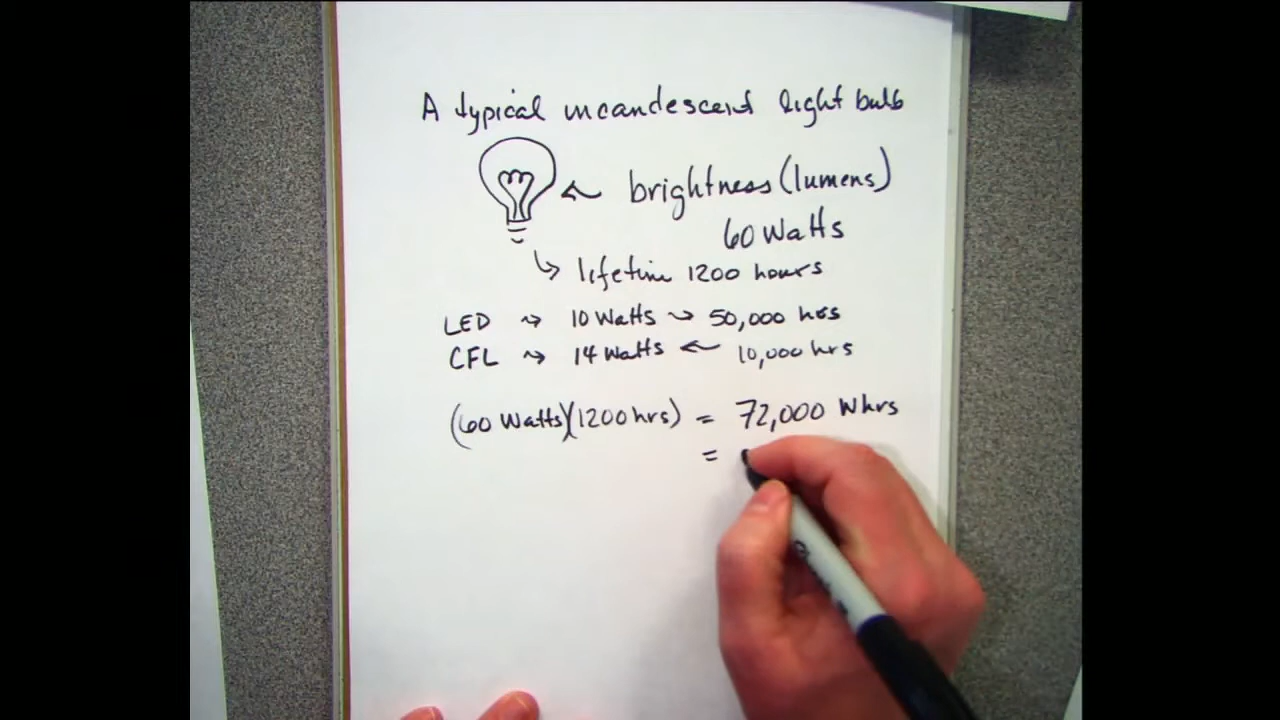 A typical incandescent light bulb
brightness (lumens)
60 Watts
lifetime 1200 hours
LED → 10 Watts → 50,000 hrs
CFL → 14 Watts ← 10,000 hrs
(60 Watts)(1200 hrs) = 72,000 Whrs
=